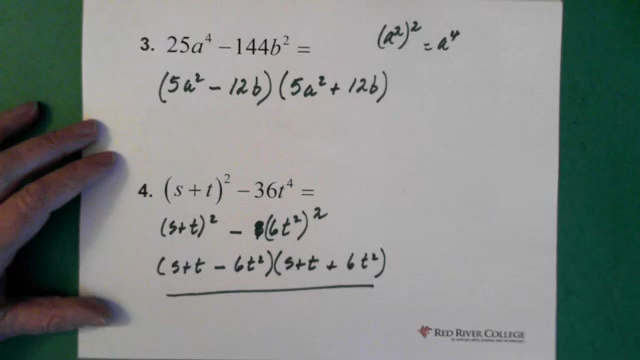 3. 25a⁴ – 144b² = (a²)² = a⁴
(5a² – 12b)(5a² + 12b)
4. (s + t)² – 36t⁴ =
(s+t)² – (6t²)²
(s+t – 6t²)(s+t + 6t²)
RED RIVER COLLEGE